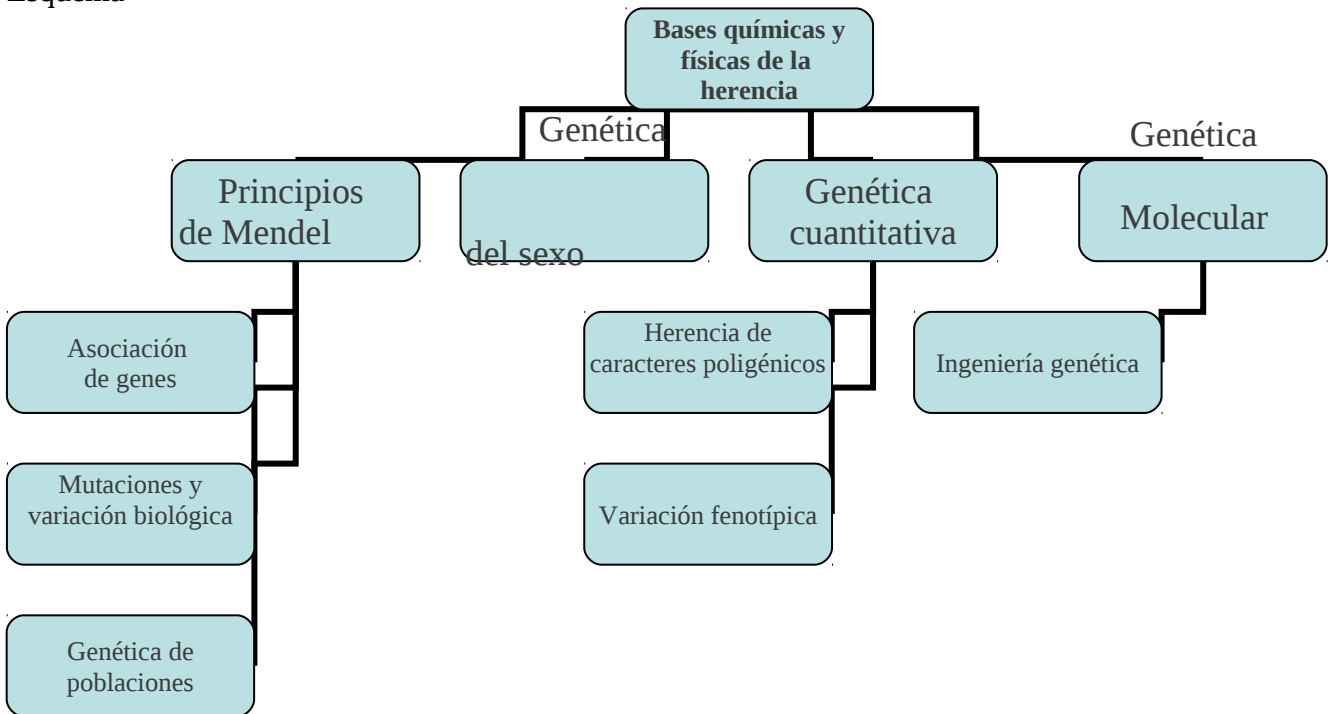 Esquema
Bases químicas y
físicas de la
herencia
Genética
Genética
Principios
de Mendel
del sexo
Genética
cuantitativa
Molecular
Asociación
de genes
Herencia de
caracteres poligénicos
Ingeniería genética
Mutaciones y
variación biológica
Variación fenotípica
Genética de
poblaciones